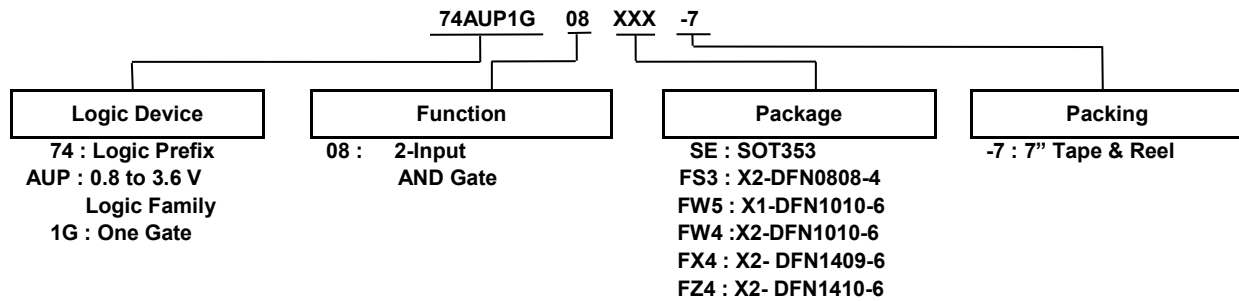 74AUP1G 08 XXX -7
Logic Device
74 : Logic Prefix
AUP : 0.8 to 3.6 V
Logic Family
1G : One Gate
Function
08 : 2-Input
AND Gate
Package
SE : SOT353
FS3 : X2-DFN0808-4
FW5 : X1-DFN1010-6
FW4 :X2-DFN1010-6
FX4 : X2- DFN1409-6
FZ4 : X2- DFN1410-6
Packing
-7 : 7” Tape & Reel